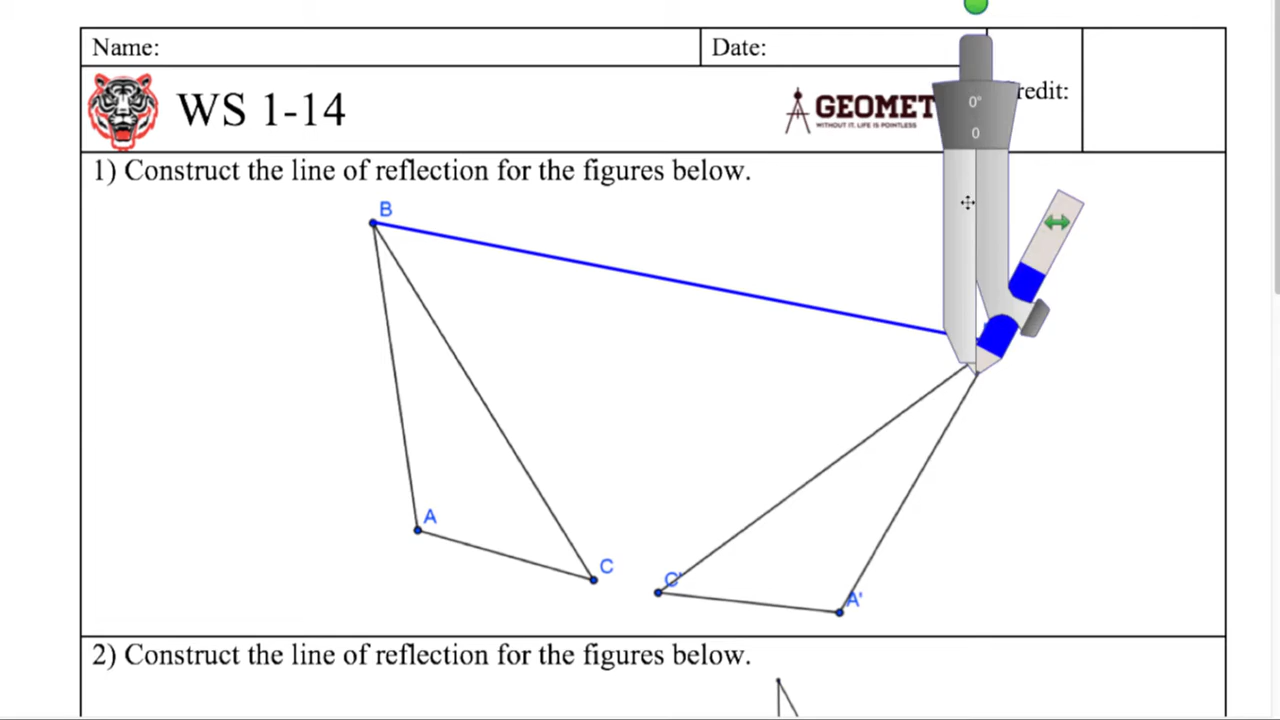 Name:
Date:
redit:
WS 1-14
GEOMET
WITHOUT IT, LIFE IS POINTLESS
0°
0
1) Construct the line of reflection for the figures below.
B
A
C
C'
A'
2) Construct the line of reflection for the figures below.